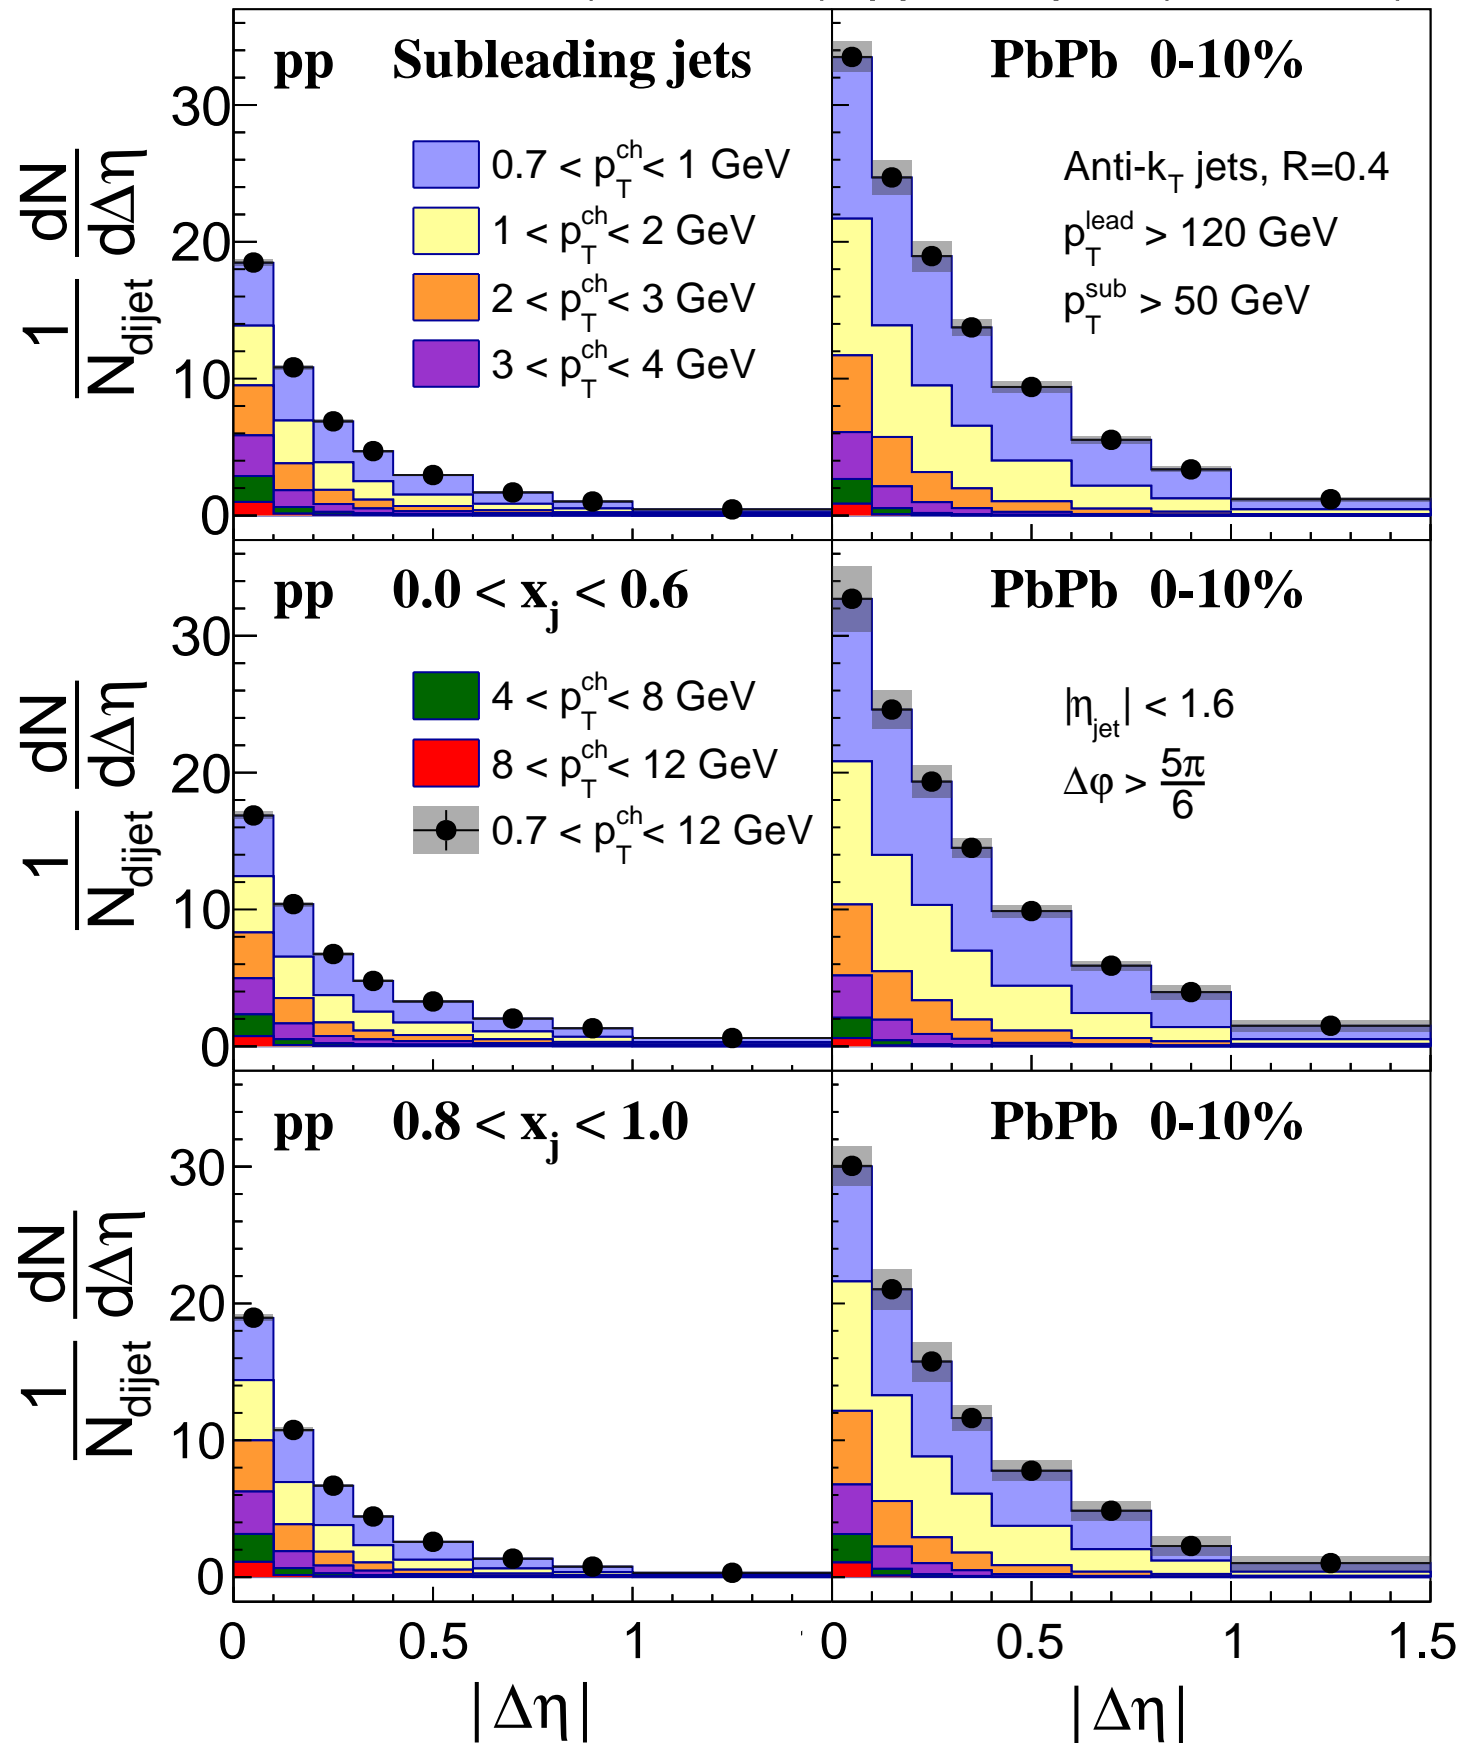 pp Subleading jets
PbPb 0-10%
0.7 < p_T^ch < 1 GeV
1 < p_T^ch < 2 GeV
2 < p_T^ch < 3 GeV
3 < p_T^ch < 4 GeV
Anti-k_T jets, R=0.4
p_T^lead > 120 GeV
p_T^sub > 50 GeV
1/N_dijet dN/dΔη
30
20
10
0
pp 0.0 < x_j < 0.6
PbPb 0-10%
4 < p_T^ch < 8 GeV
8 < p_T^ch < 12 GeV
0.7 < p_T^ch < 12 GeV
|η_jet| < 1.6
Δφ > 5π/6
1/N_dijet dN/dΔη
30
20
10
0
pp 0.8 < x_j < 1.0
PbPb 0-10%
1/N_dijet dN/dΔη
30
20
10
0
0 0.5 1 0 0.5 1 1.5
|Δη| |Δη|